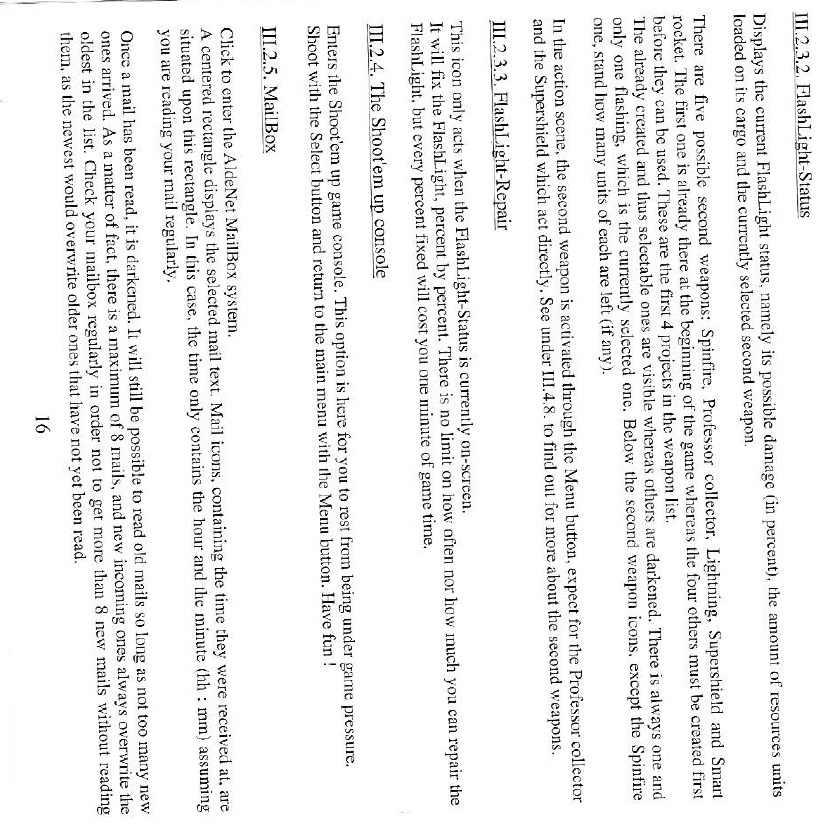 III.2.3.2. FlashLight-Status
Displays the current FlashLight status, namely its possible damage (in percent), the amount of resources units
loaded on its cargo and the currently selected second weapon.
There are five possible second weapons: Spinfire, Professor collector, Lightning, Supershield and Smart
rocket. The first one is already there at the beginning of the game whereas the four others must be created first
before they can be used. These are the first 4 projects in the weapon list.
The already created and thus selectable ones are visible whereas others are darkened. There is always one and
only one flashing, which is the currently selected one. Below the second weapon icons, except the Spinfire
one, stand how many units of each are left (if any).
In the action scene, the second weapon is activated through the Menu button, expect for the Professor collector
and the Supershield which act directly. See under III.4.8. to find out for more about the second weapons.
III.2.3.3. FlashLight-Repair
This icon only acts when the FlashLight-Status is currently on-screen.
It will fix the FlashLight, percent by percent. There is no limit on how often nor how much you can repair the
FlashLight, but every percent fixed will cost you one minute of game time.
III.2.4. The Shoot'em up console
Enters the Shoot'em up game console. This option is here for you to rest from being under game pressure.
Shoot with the Select button and return to the main menu with the Menu button. Have fun !
III.2.5. MailBox
Click to enter the AldeNet MailBox system.
A centered rectangle displays the selected mail text. Mail icons, containing the time they were received at, are
situated upon this rectangle. In this case, the time only contains the hour and the minute (hh : mm) assuming
you are reading your mail regularly.
Once a mail has been read, it is darkened. It will still be possible to read old mails so long as not too many new
ones arrived. As a matter of fact, there is a maximum of 8 mails, and new incoming ones always overwrite the
oldest in the list. Check your mailbox regularly in order not to get more than 8 new mails without reading
them, as the newest would overwrite older ones that have not yet been read.
16